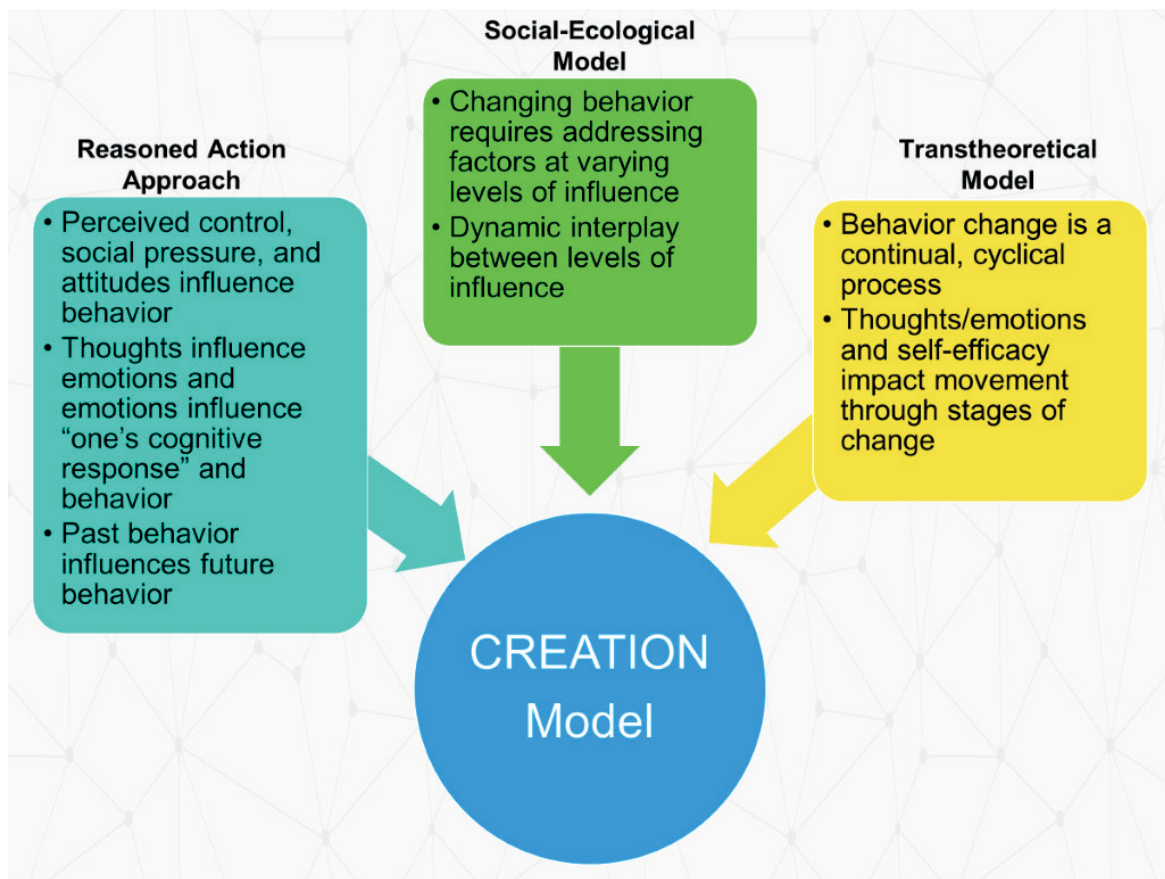 Social-Ecological
Model
• Changing behavior
requires addressing
factors at varying
levels of influence
• Dynamic interplay
between levels of
influence
Reasoned Action
Approach
• Perceived control,
social pressure, and
attitudes influence
behavior
• Thoughts influence
emotions and
emotions influence
“one’s cognitive
response” and
behavior
• Past behavior
influences future
behavior
Transtheoretical
Model
• Behavior change is a
continual, cyclical
process
• Thoughts/emotions
and self-efficacy
impact movement
through stages of
change
CREATION
Model